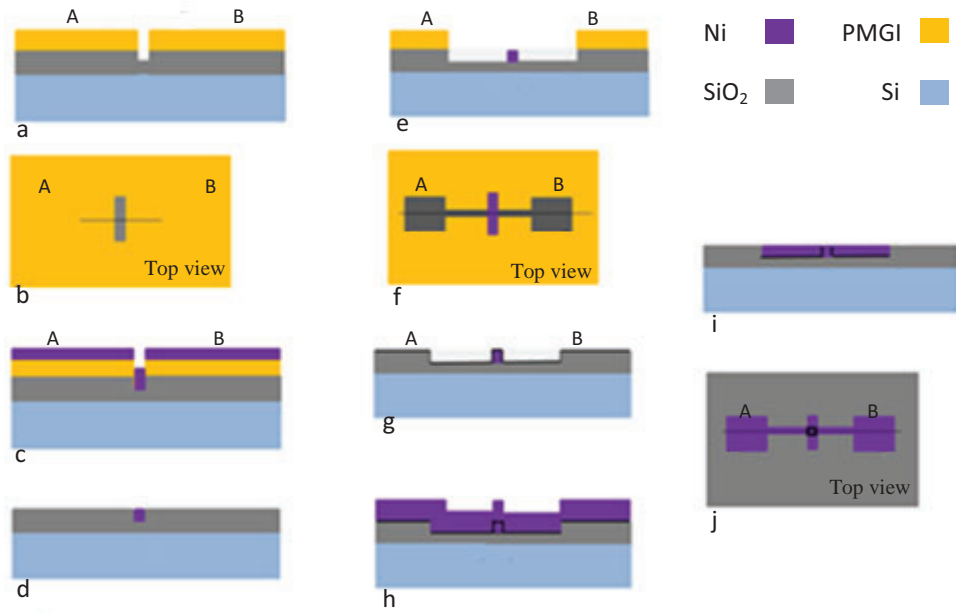 A B
a
A B
Top view
b
A B
c
d
A B
e
A B
Top view
f
A B
g
h
Ni PMGI
SiO₂ Si
i
A B
Top view
j